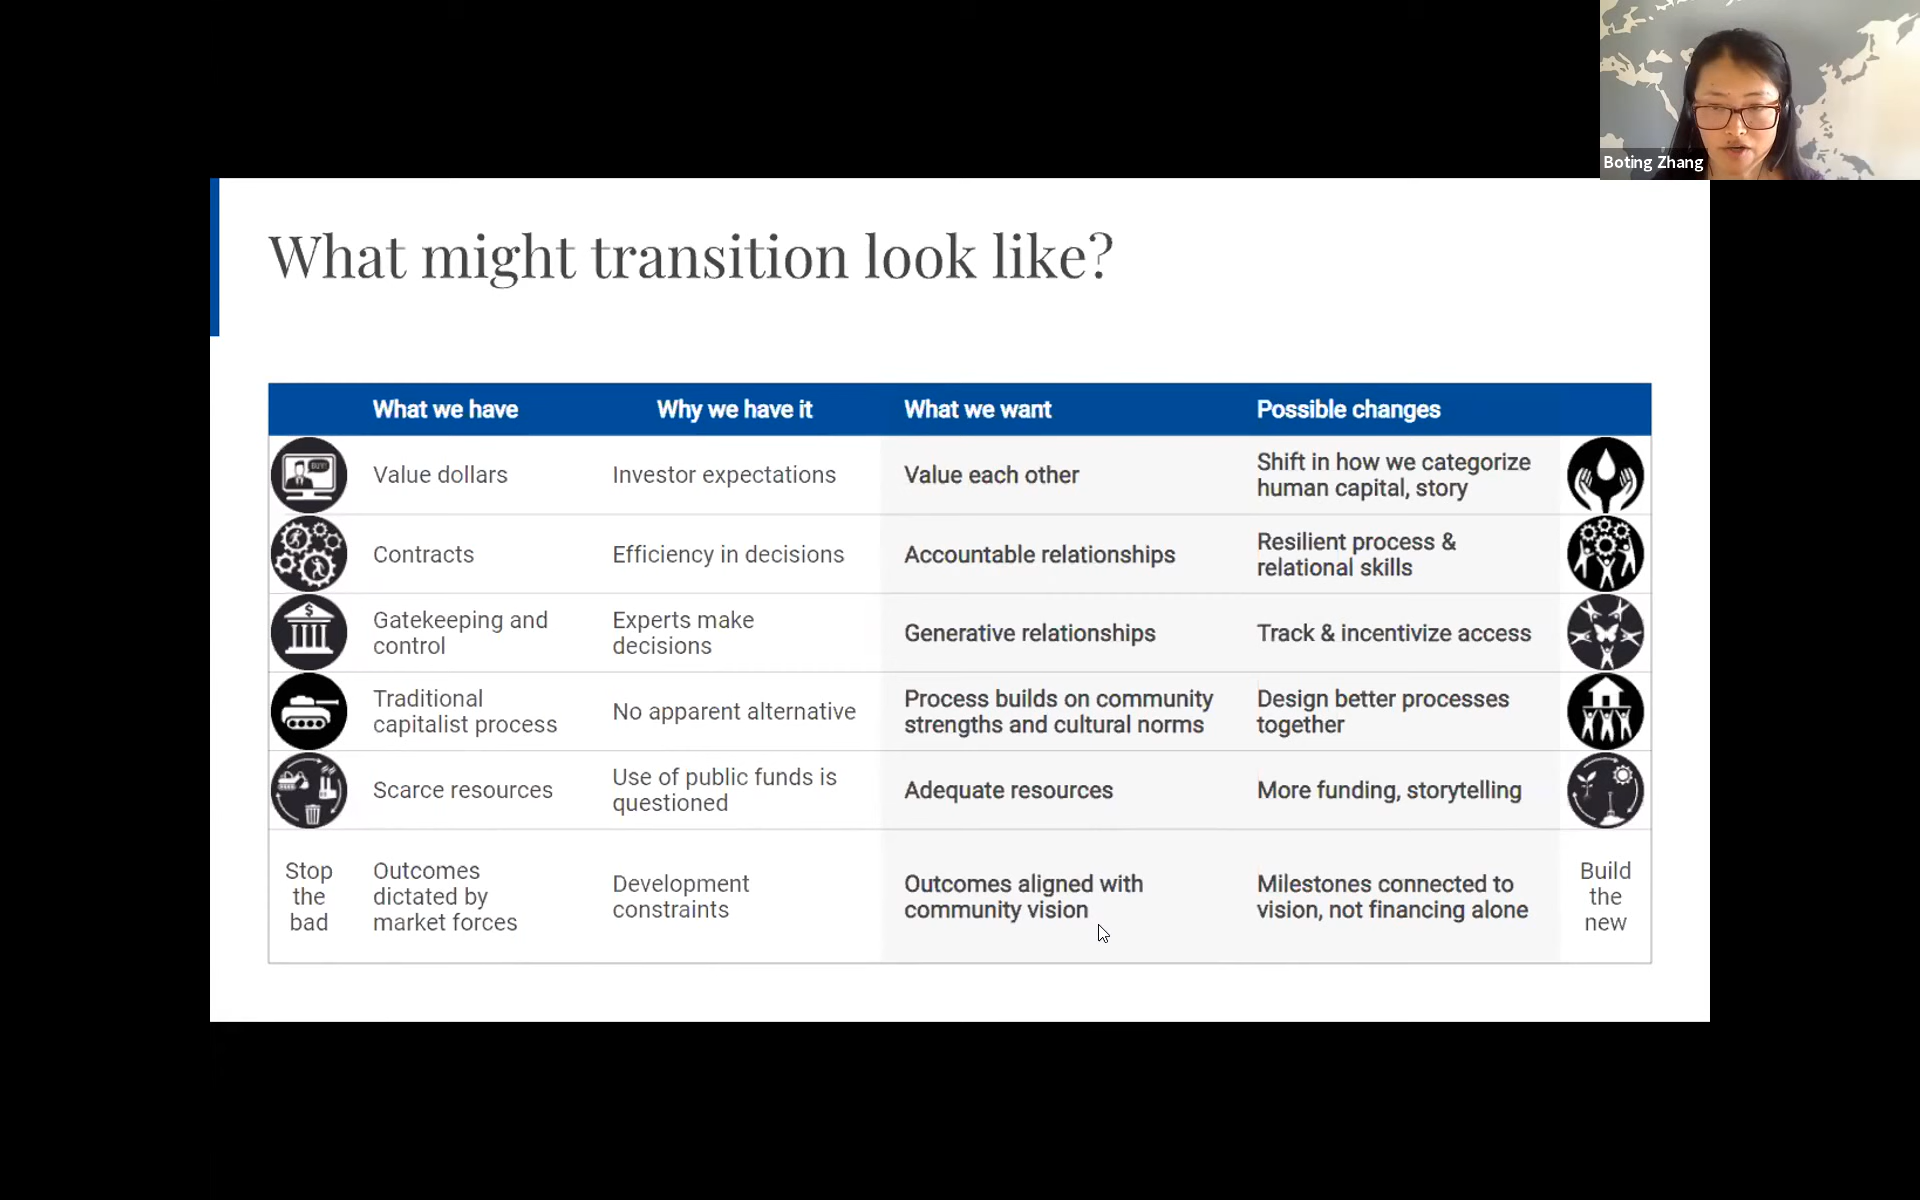 Boting Zhang
What might transition look like?
What we have
Why we have it
What we want
Possible changes
Value dollars
Investor expectations
Value each other
Shift in how we categorize
human capital, story
Contracts
Efficiency in decisions
Accountable relationships
Resilient process &
relational skills
Gatekeeping and
control
Experts make
decisions
Generative relationships
Track & incentivize access
Traditional
capitalist process
No apparent alternative
Process builds on community
strengths and cultural norms
Design better processes
together
Scarce resources
Use of public funds is
questioned
Adequate resources
More funding, storytelling
Stop
the
bad
Outcomes
dictated by
market forces
Development
constraints
Outcomes aligned with
community vision
Milestones connected to
vision, not financing alone
Build
the
new